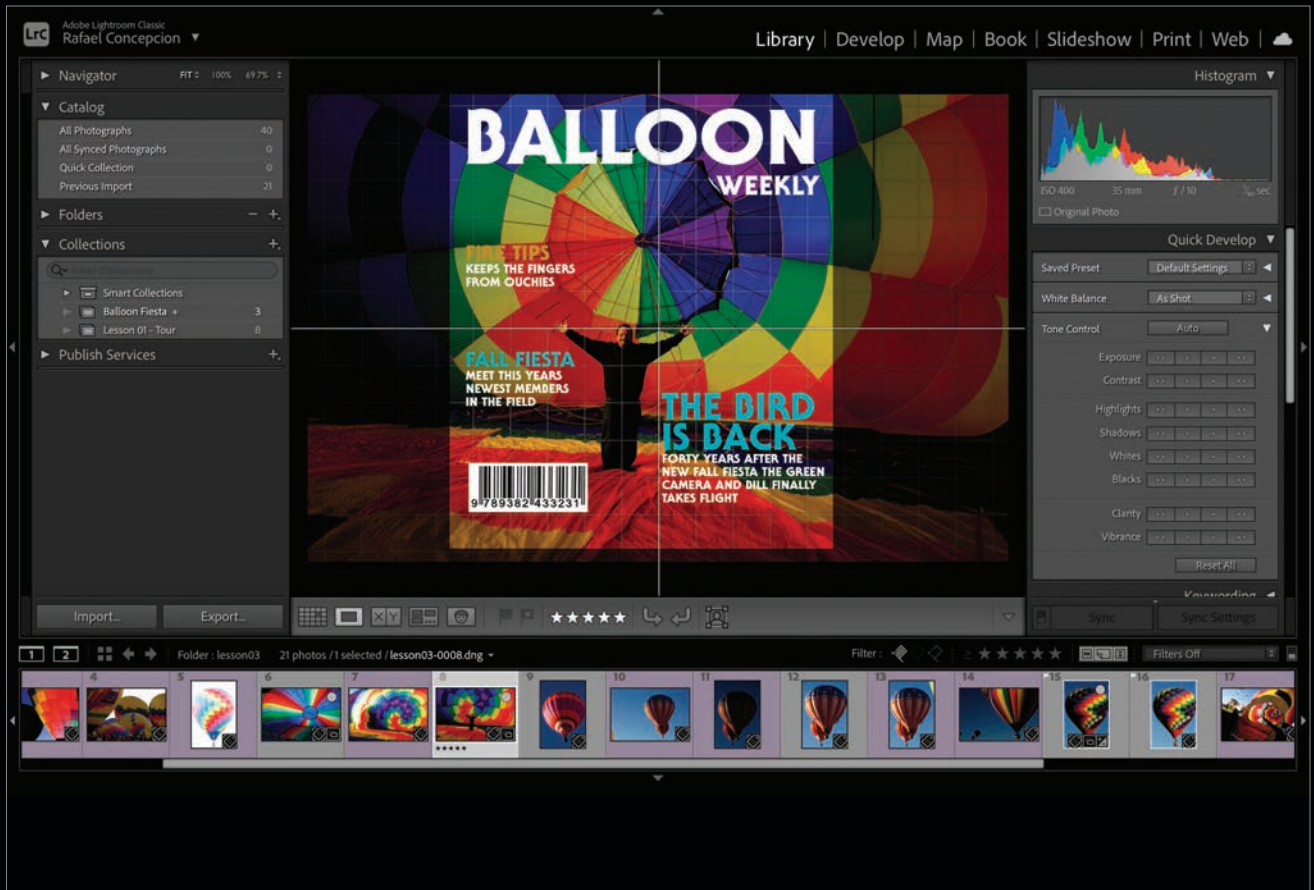 LrC
Adobe Lightroom Classic
Rafael Concepcion
Library | Develop | Map | Book | Slideshow | Print | Web |
Navigator FIT 100% 69.7%
Catalog
All Photographs 40
All Synced Photographs 0
Quick Collection 0
Previous Import 21
Folders
Collections
Smart Collections
Balloon Fiesta + 3
Lesson 01 - Tour 8
Publish Services
Import... Export...
BALLOON
WEEKLY
FIRE TIPS
KEEPS THE FINGERS
FROM OUCHIES
FALL FIESTA
MEET THIS YEARS
NEWEST MEMBERS
IN THE FIELD
THE BIRD
IS BACK
FORTY YEARS AFTER THE
NEW FALL FIESTA THE GREEN
CAMERA AND BILL FINALLY
TAKES FLIGHT
9 789382 433231
XY
Histogram
ISO 400 35 mm f / 10 sec
Original Photo
Quick Develop
Saved Preset Default Settings
White Balance As Shot
Tone Control Auto
Exposure
Contrast
Highlights
Shadows
Whites
Blacks
Clarity
Vibrance
Reset All
Keywording
Sync Sync Settings
1 2 Folder : lesson03 21 photos /1 selected /lesson03-0008.dng
Filter : Filters Off
4 5 6 7 8 9 10 11 12 13 14 15 16 17